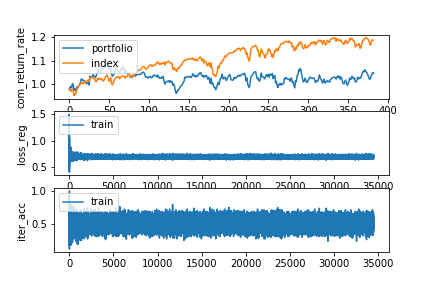 com_return_rate
1.2
1.1
1.0
portfolio
index
0 50 100 150 200 250 300 350 400
loss_reg
1.5
1.0
0.5
train
0 5000 10000 15000 20000 25000 30000 35000
iter_acc
1.0
0.5
train
0 5000 10000 15000 20000 25000 30000 35000